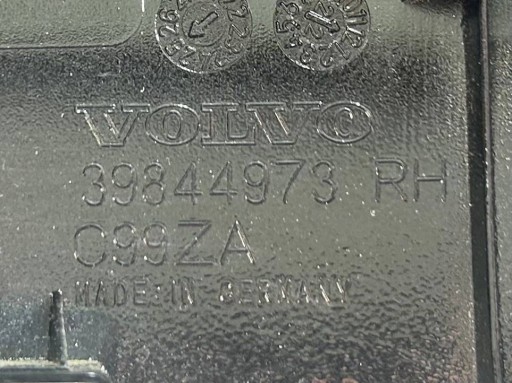 VOLVO©
39844973 RH
C99ZA
MADE IN GERMANY